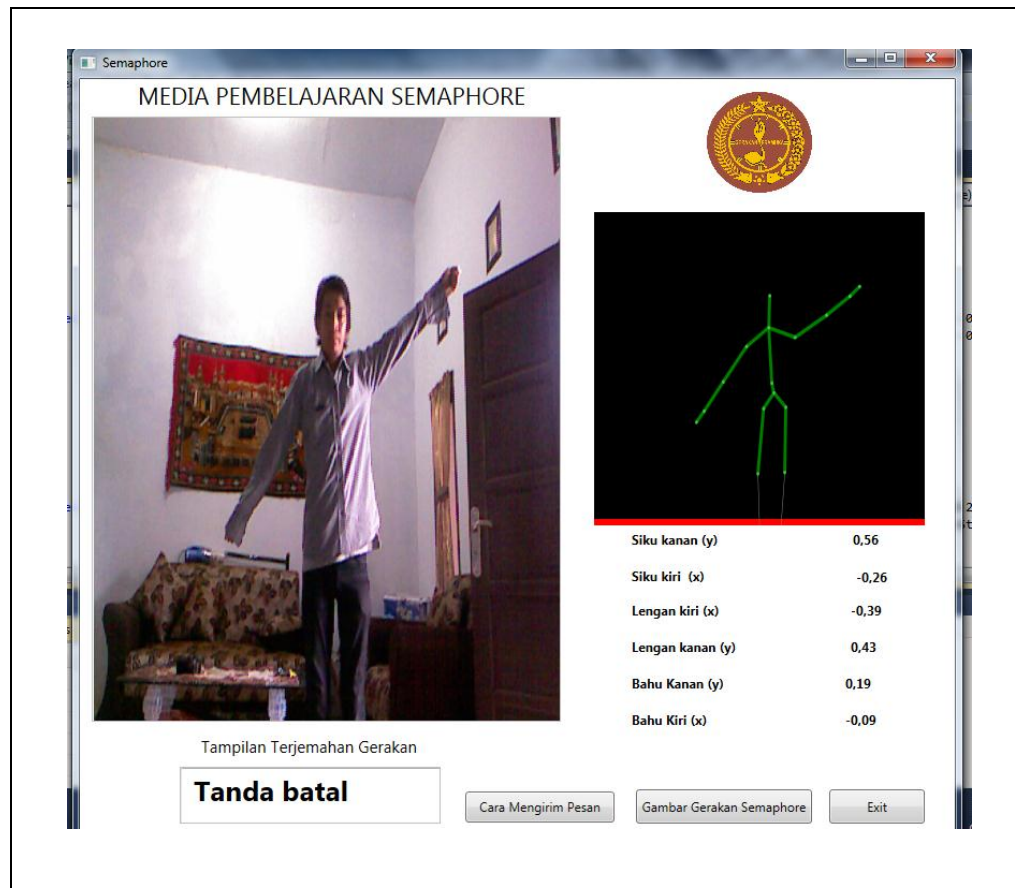 Semaphore
MEDIA PEMBELAJARAN SEMAPHORE
Siku kanan (y) 0,56
Siku kiri (x) -0,26
Lengan kiri (x) -0,39
Lengan kanan (y) 0,43
Bahu Kanan (y) 0,19
Bahu Kiri (x) -0,09
Tampilan Terjemahan Gerakan
Tanda batal
Cara Mengirim Pesan
Gambar Gerakan Semaphore
Exit